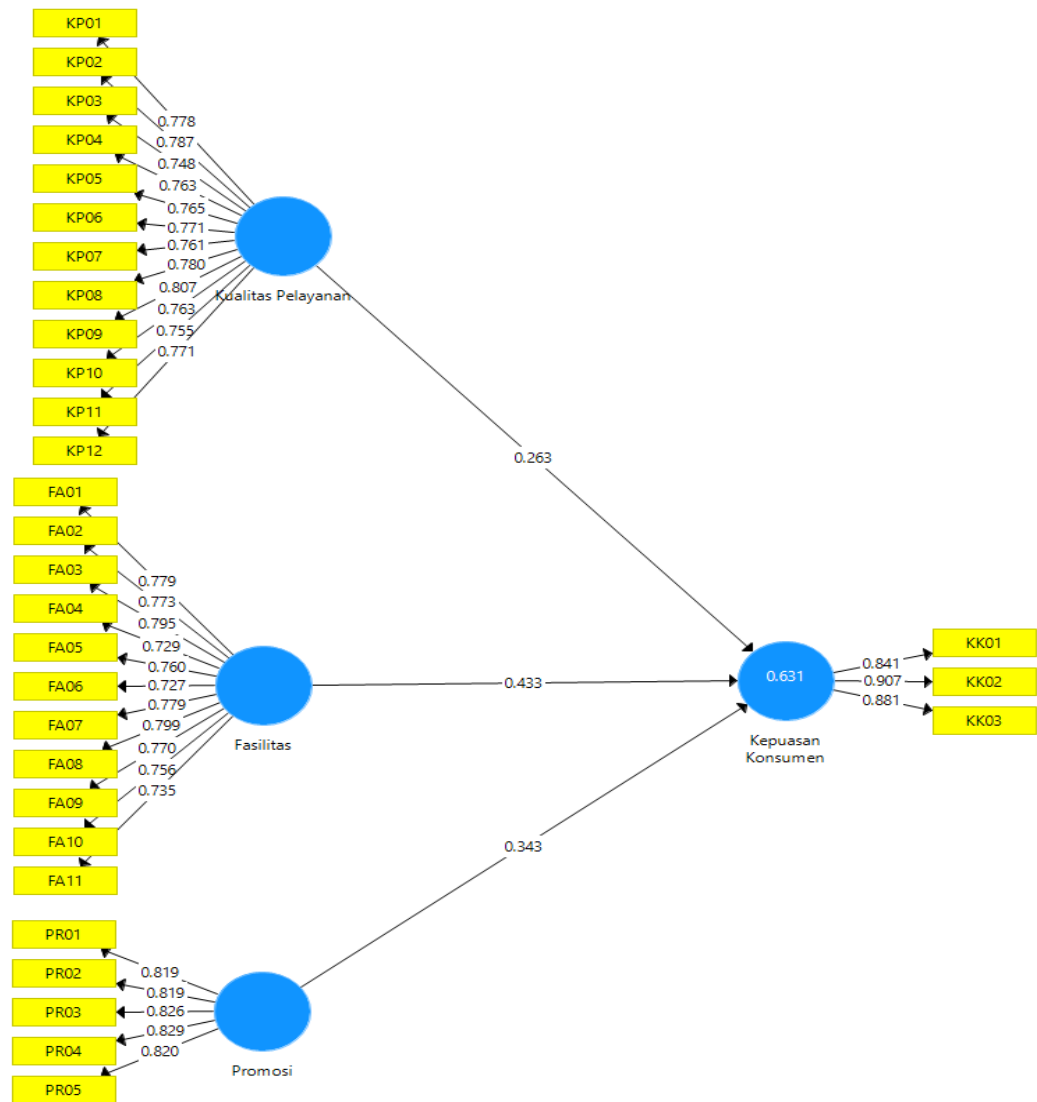 KP01
KP02
KP03
KP04
KP05
KP06
KP07
KP08
KP09
KP10
KP11
KP12
0.778
0.787
0.748
0.763
0.765
0.771
0.761
0.780
0.807
0.763
0.755
0.771
Kualitas Pelayanan
0.263
FA01
FA02
FA03
FA04
FA05
FA06
FA07
FA08
FA09
FA10
FA11
0.779
0.773
0.795
0.729
0.760
0.727
0.779
0.799
0.770
0.756
0.735
Fasilitas
0.433
0.631
Kepuasan
Konsumen
0.841
0.907
0.881
KK01
KK02
KK03
0.343
PR01
PR02
PR03
PR04
PR05
0.819
0.819
0.826
0.829
0.820
Promosi